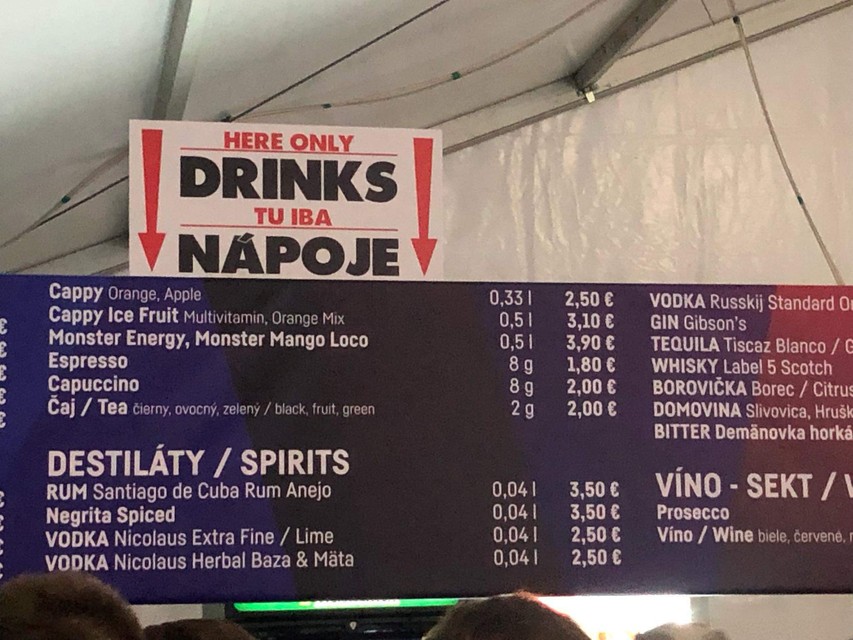 HERE ONLY
DRINKS
TU IBA
NÁPOJE
Cappy Orange, Apple 0,33 l 2,50 €
Cappy Ice Fruit Multivitamin, Orange Mix 0,5 l 3,10 €
Monster Energy, Monster Mango Loco 0,5 l 3,90 €
Espresso 8 g 1,80 €
Capuccino 8 g 2,00 €
Čaj / Tea čierny, ovocný, zelený / black, fruit, green 2 g 2,00 €
DESTILÁTY / SPIRITS
RUM Santiago de Cuba Rum Anejo 0,04 l 3,50 €
Negrita Spiced 0,04 l 3,50 €
VODKA Nicolaus Extra Fine / Lime 0,04 l 2,50 €
VODKA Nicolaus Herbal Baza & Mäta 0,04 l 2,50 €
VODKA Russkij Standard
GIN Gibson's
TEQUILA Tiscaz Blanco /
WHISKY Label 5 Scotch
BOROVIČKA Borec / Citrus
DOMOVINA Slivovica,
BITTER Demänovka horká
VÍNO - SEKT /
Prosecco
Víno / Wine biele, červené,